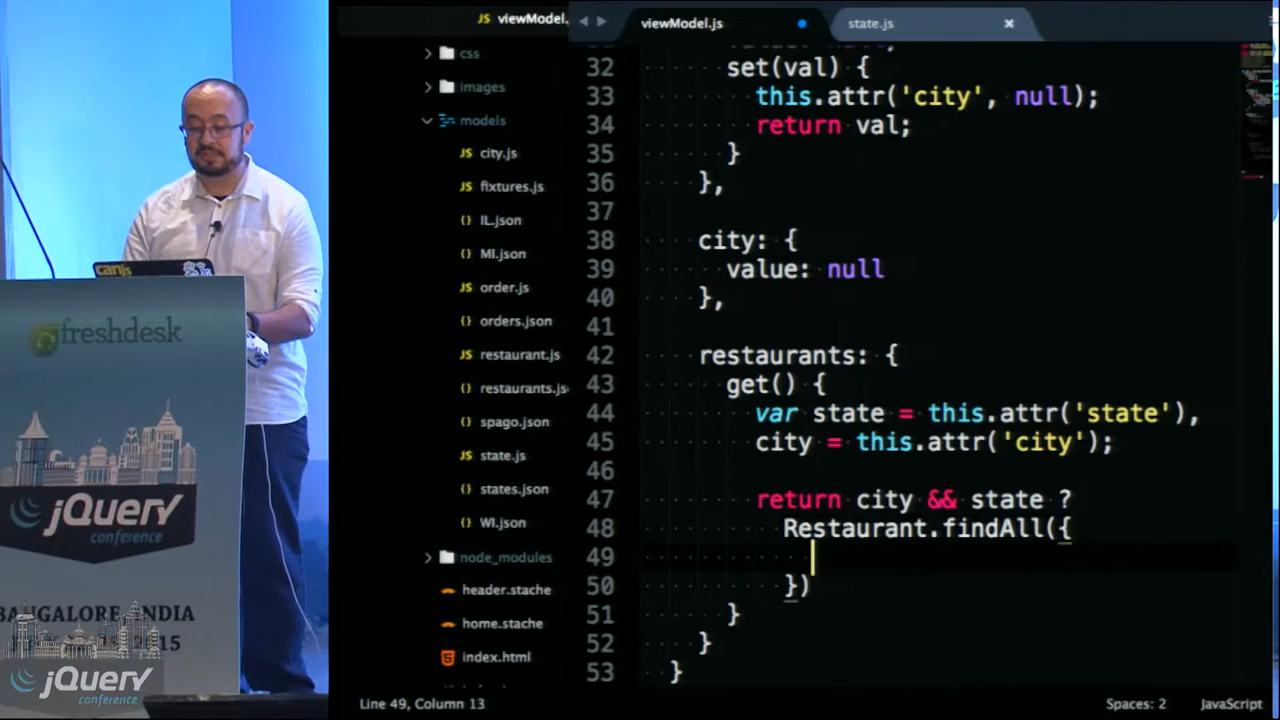 viewModel.
viewModel.js
state.js
css
images
models
city.js
fixtures.js
IL.json
MI.json
order.js
orders.json
restaurant.js
restaurants.js
spago.json
state.js
states.json
WI.json
node_modules
header.stache
home.stache
index.html
32 set(val) {
33 this.attr('city', null);
34 return val;
35 }
36 },
37
38 city: {
39 value: null
40 },
41
42 restaurants: {
43 get() {
44 var state = this.attr('state'),
45 city = this.attr('city');
46
47 return city && state ?
48 Restaurant.findAll({
49
50 })
51 }
52 }
53 }
Line 49, Column 13
Spaces: 2
JavaScript
canjs
freshdesk
jQuery
conference
BANGALORE, INDIA
2015
jQuery
conference